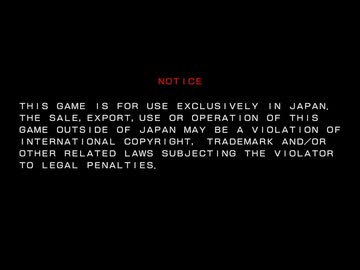 NOTICE
THIS GAME IS FOR USE EXCLUSIVELY IN JAPAN.
THE SALE, EXPORT, USE OR OPERATION OF THIS
GAME OUTSIDE OF JAPAN MAY BE A VIOLATION OF
INTERNATIONAL COPYRIGHT, TRADEMARK AND/OR
OTHER RELATED LAWS SUBJECTING THE VIOLATOR
TO LEGAL PENALTIES.